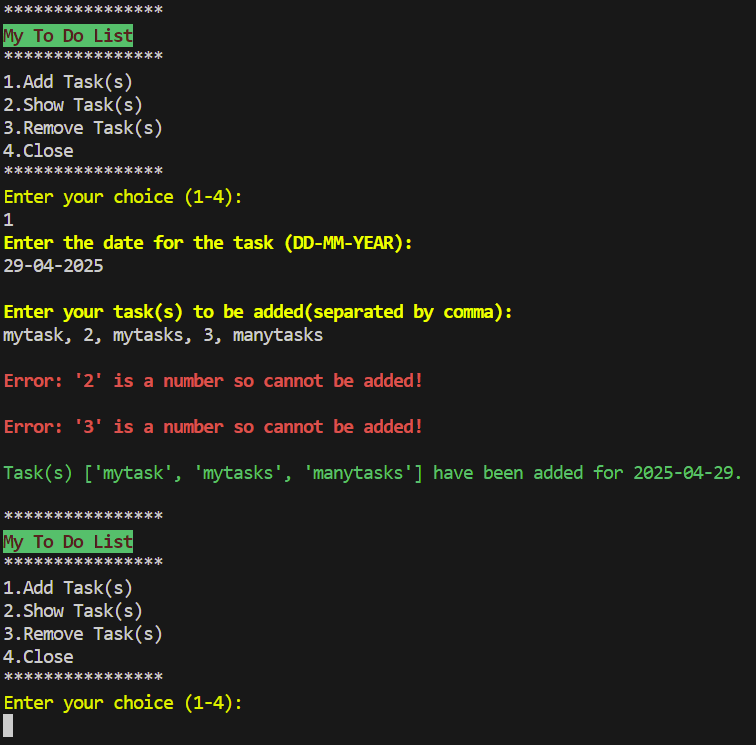 ****************
My To Do List
****************
1.Add Task(s)
2.Show Task(s)
3.Remove Task(s)
4.Close
****************
Enter your choice (1-4):
1
Enter the date for the task (DD-MM-YEAR):
29-04-2025
Enter your task(s) to be added(separated by comma):
mytask, 2, mytasks, 3, manytasks
Error: '2' is a number so cannot be added!
Error: '3' is a number so cannot be added!
Task(s) ['mytask', 'mytasks', 'manytasks'] have been added for 2025-04-29.
****************
My To Do List
****************
1.Add Task(s)
2.Show Task(s)
3.Remove Task(s)
4.Close
****************
Enter your choice (1-4):